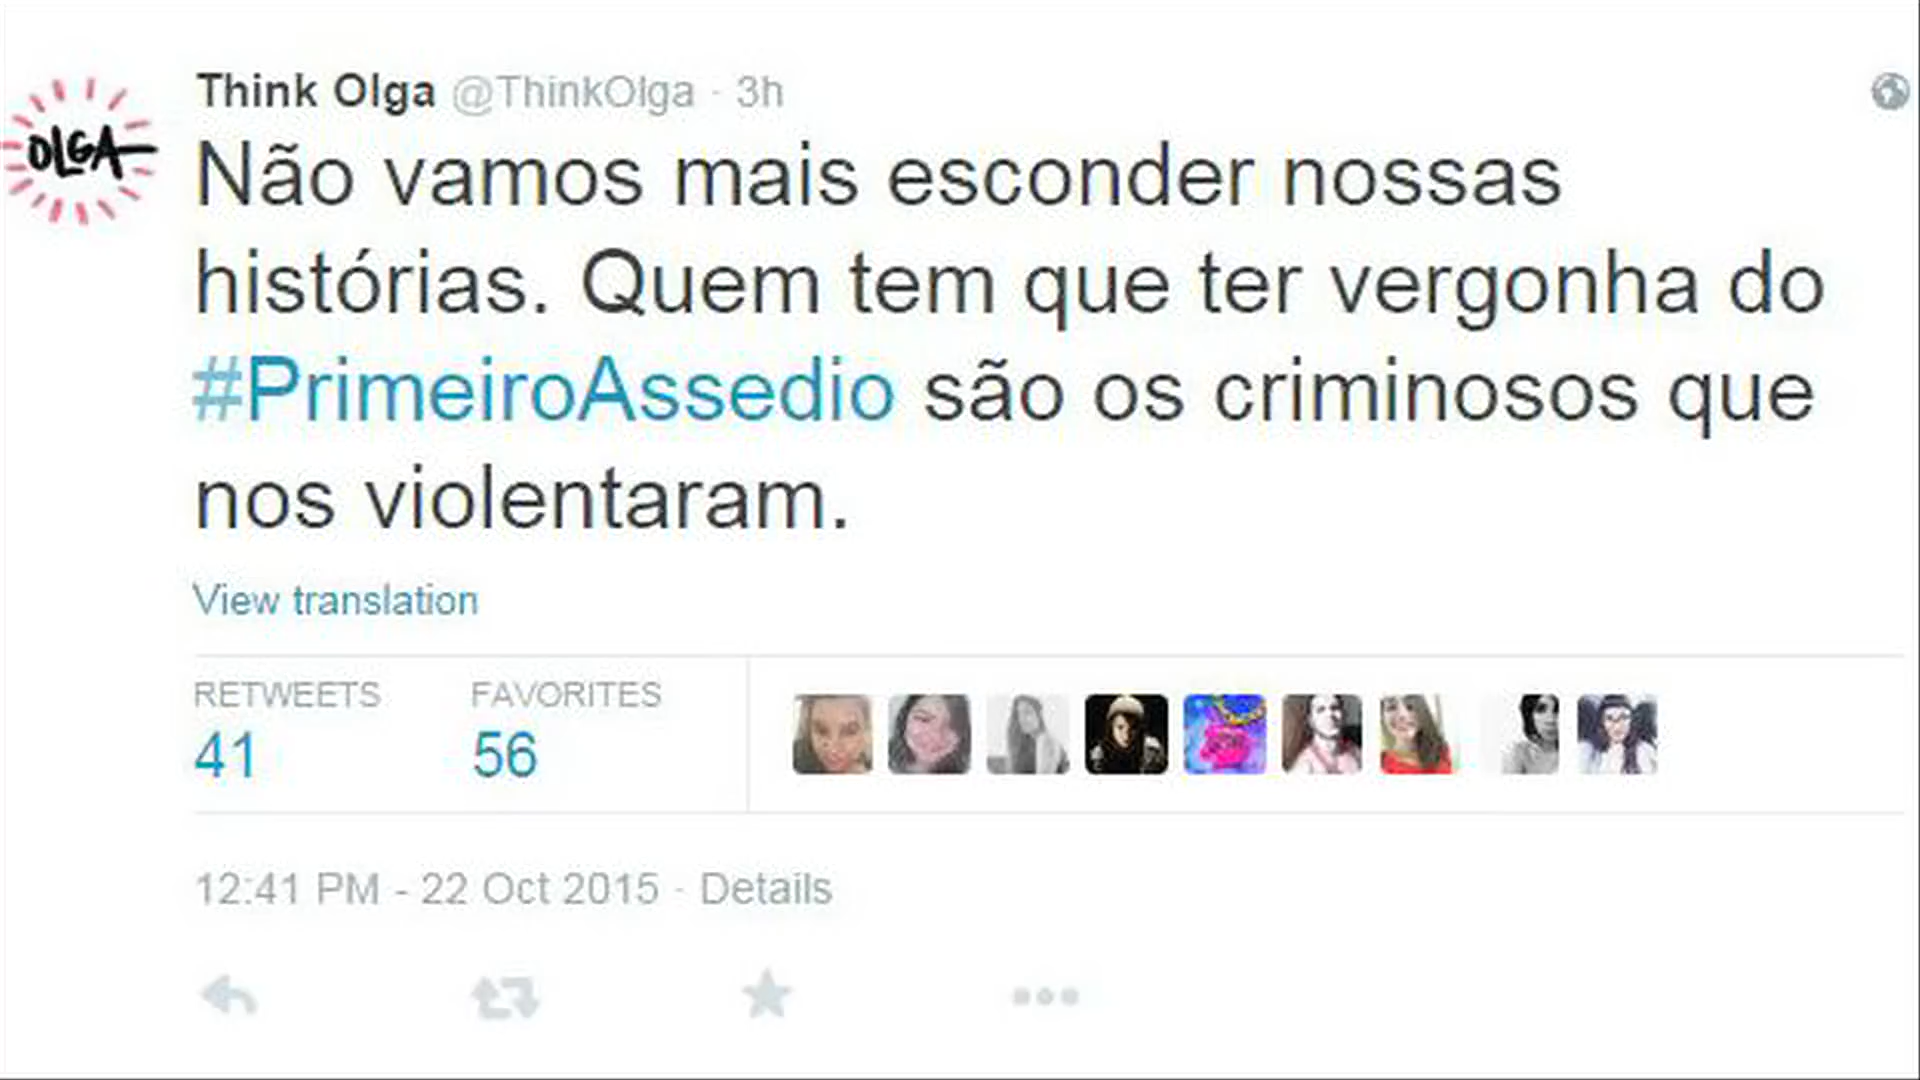 OLGA
Think Olga @ThinkOlga · 3h
Não vamos mais esconder nossas
histórias. Quem tem que ter vergonha do
#PrimeiroAssedio são os criminosos que
nos violentaram.
View translation
RETWEETS FAVORITES
41 56
12:41 PM - 22 Oct 2015 · Details